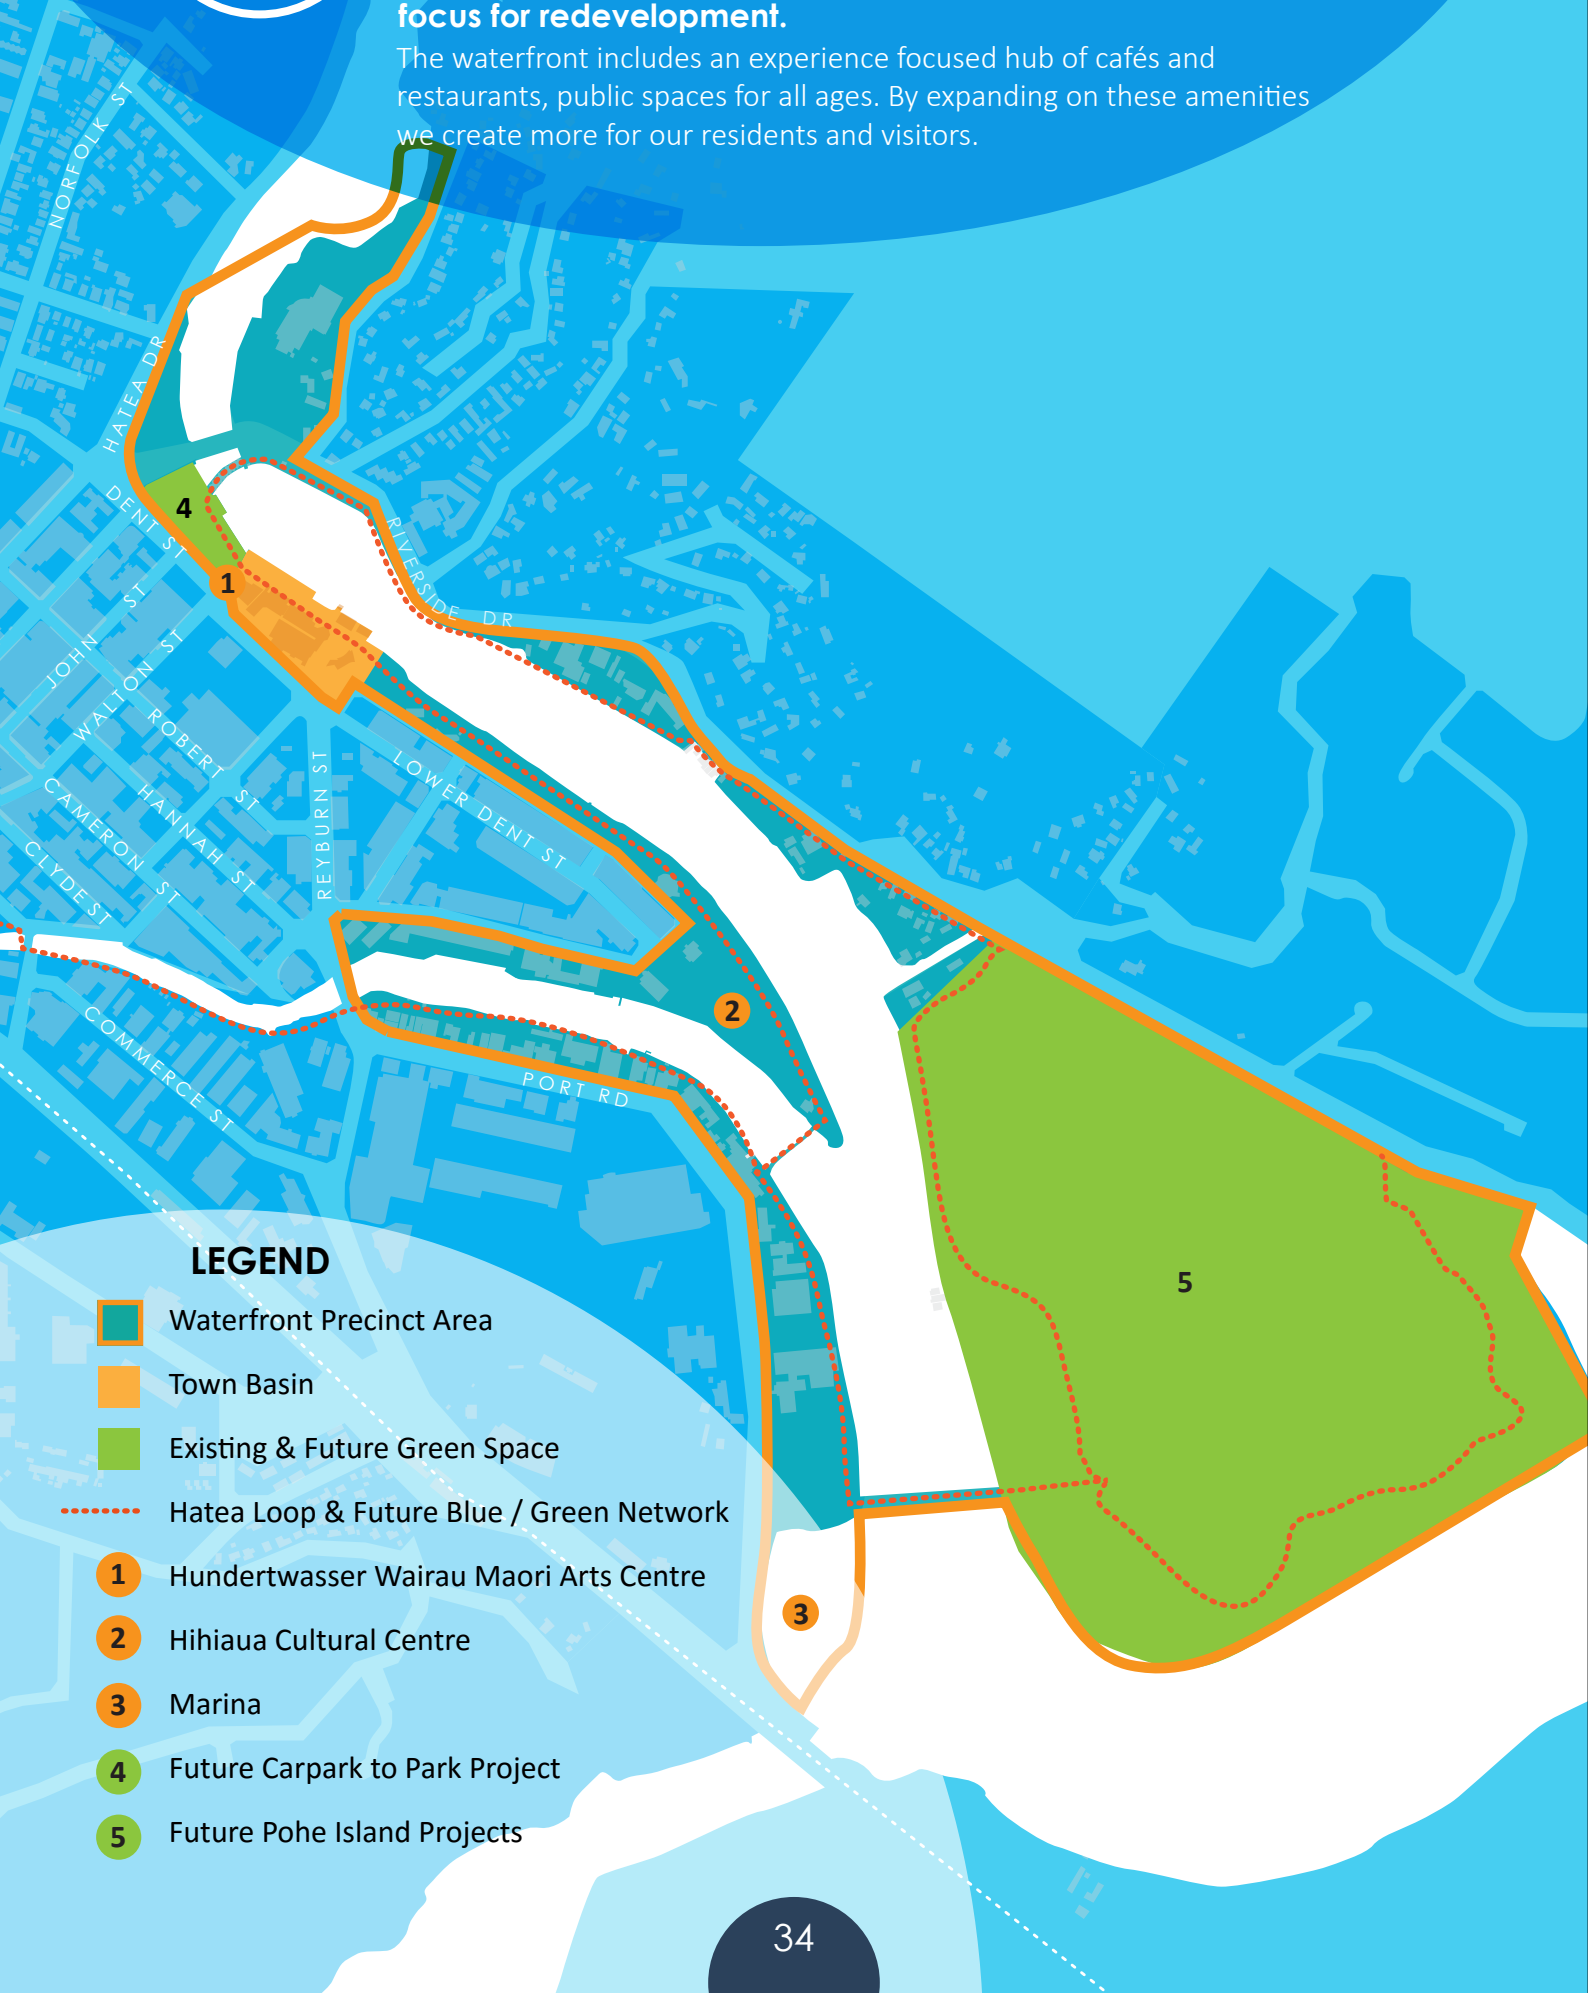 focus for redevelopment.
The waterfront includes an experience focused hub of cafés and
restaurants, public spaces for all ages. By expanding on these amenities
we create more for our residents and visitors.
NORFOLK ST
HATEA DR
DENT ST
4
1
RIVERSIDE DR
JOHN ST
WALTON ST
ROBERT ST
REYBURN ST
LOWER DENT ST
CAMERON ST
HANNAH ST
CLYDE ST
2
COMMERCE ST
PORT RD
5
3
LEGEND
Waterfront Precinct Area
Town Basin
Existing & Future Green Space
Hatea Loop & Future Blue / Green Network
1 Hundertwasser Wairau Maori Arts Centre
2 Hihiaua Cultural Centre
3 Marina
4 Future Carpark to Park Project
5 Future Pohe Island Projects
34